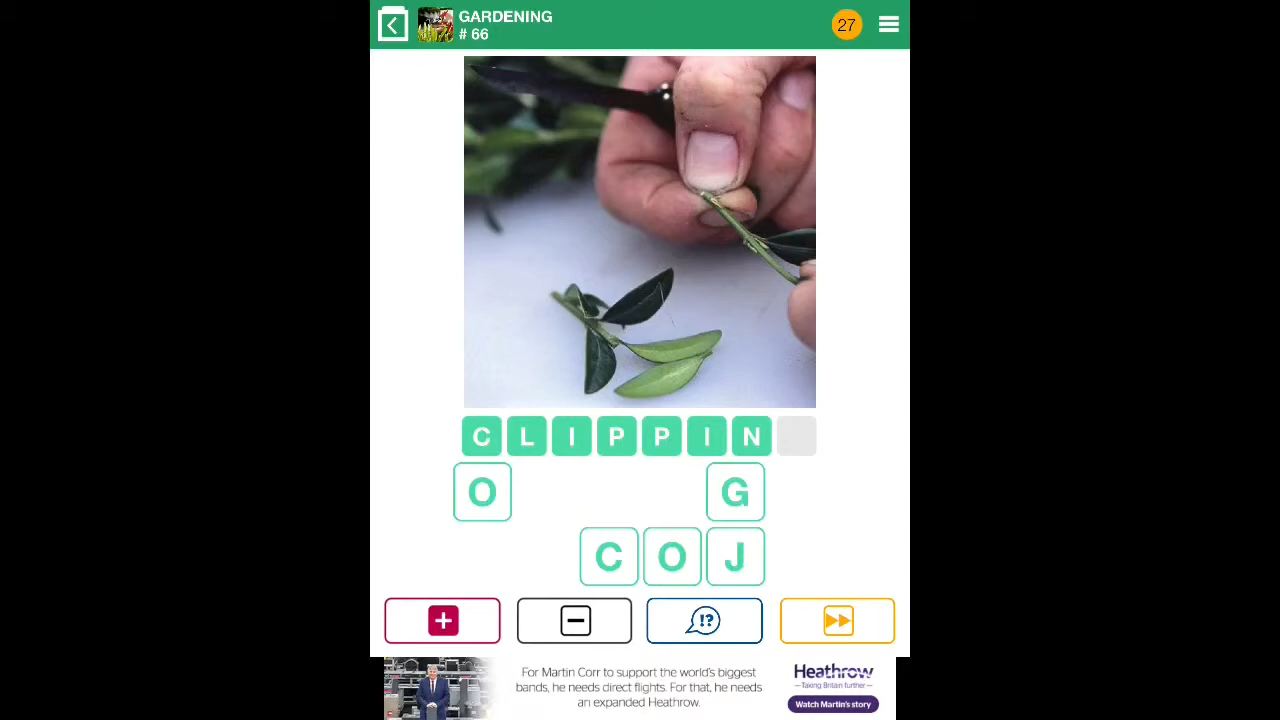 GARDENING
# 66
27
CLIPPIN
O G
C O J
+ − !?
For Martin Corr to support the world's biggest
bands, he needs direct flights. For that, he needs
an expanded Heathrow.
Heathrow
— Taking Britain further —
Watch Martin's story